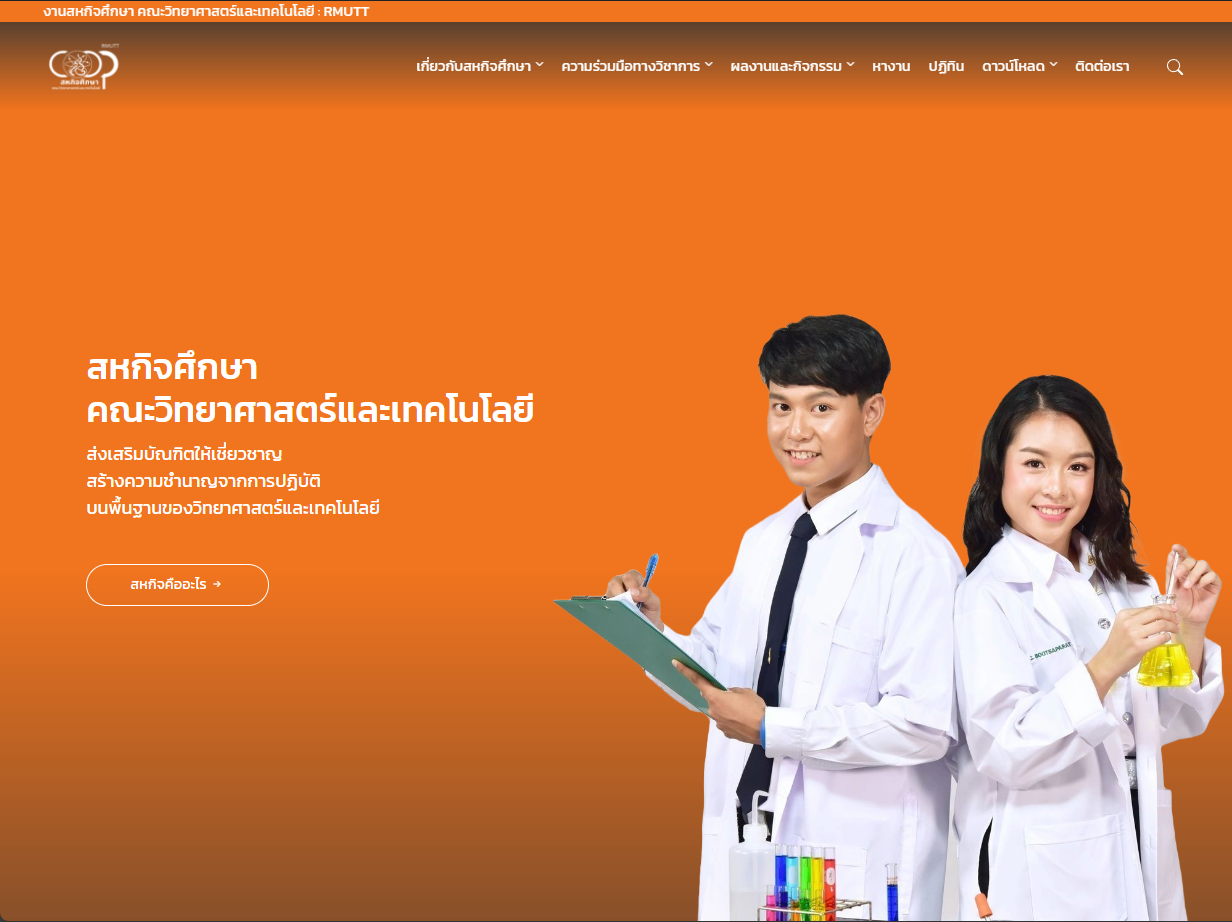 งานสหกิจศึกษา คณะวิทยาศาสตร์และเทคโนโลยี : RMUTT
RMUTT
สหกิจศึกษา
เกี่ยวกับสหกิจศึกษา ความร่วมมือทางวิชาการ ผลงานและกิจกรรม หางาน ปฏิทิน ดาวน์โหลด ติดต่อเรา
สหกิจศึกษา
คณะวิทยาศาสตร์และเทคโนโลยี
ส่งเสริมบัณฑิตให้เชี่ยวชาญ
สร้างความชำนาญจากการปฏิบัติ
บนพื้นฐานของวิทยาศาสตร์และเทคโนโลยี
สหกิจคืออะไร →